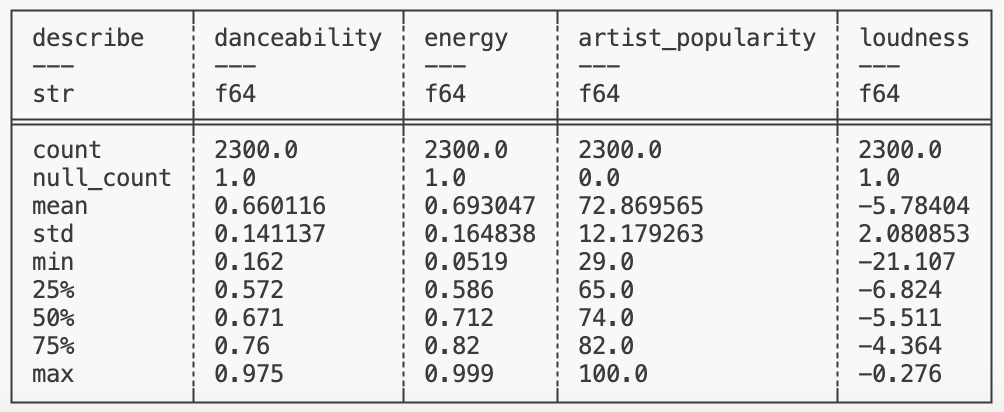 describe danceability energy artist_popularity loudness
--- --- --- --- ---
str f64 f64 f64 f64
count 2300.0 2300.0 2300.0 2300.0
null_count 1.0 1.0 0.0 1.0
mean 0.660116 0.693047 72.869565 -5.78404
std 0.141137 0.164838 12.179263 2.080853
min 0.162 0.0519 29.0 -21.107
25% 0.572 0.586 65.0 -6.824
50% 0.671 0.712 74.0 -5.511
75% 0.76 0.82 82.0 -4.364
max 0.975 0.999 100.0 -0.276